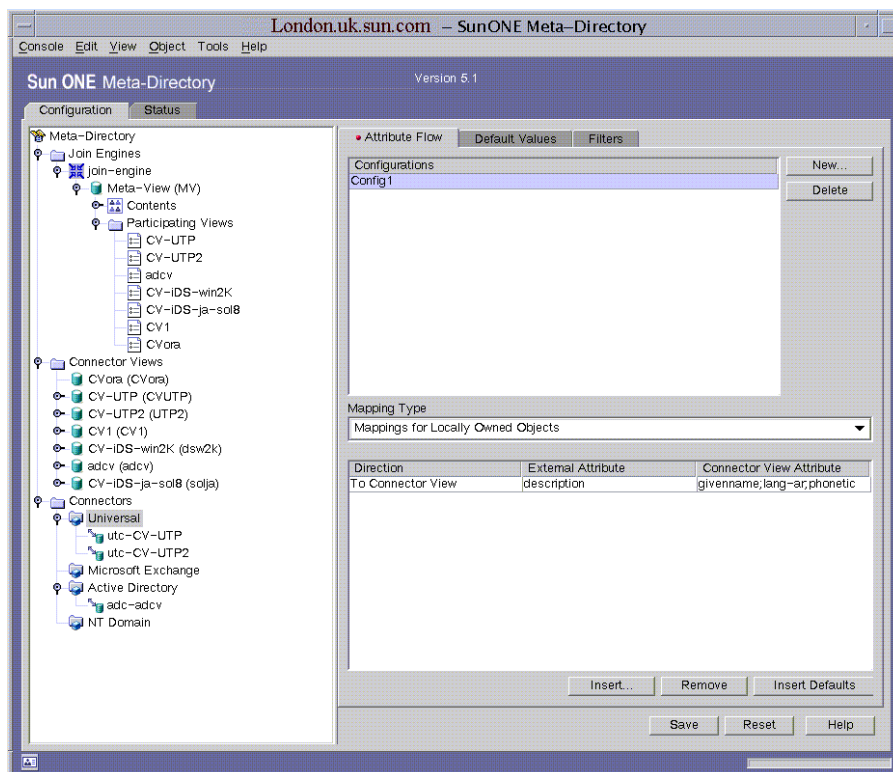 London.uk.sun.com – SunONE Meta–Directory
Console Edit View Object Tools Help
Sun ONE Meta-Directory
Version 5.1
Configuration Status
Meta-Directory
Join Engines
join-engine
Meta-View (MV)
Contents
Participating Views
CV-UTP
CV-UTP2
adcv
CV-iDS-win2K
CV-iDS-ja-sol8
CV1
CVora
Connector Views
CVora (CVora)
CV-UTP (CVUTP)
CV-UTP2 (UTP2)
CV1 (CV1)
CV-iDS-win2K (dsw2k)
adcv (adcv)
CV-iDS-ja-sol8 (solja)
Connectors
Universal
utc-CV-UTP
utc-CV-UTP2
Microsoft Exchange
Active Directory
adc-adcv
NT Domain
Attribute Flow Default Values Filters
Configurations
Config1
New...
Delete
Mapping Type
Mappings for Locally Owned Objects
Direction External Attribute Connector View Attribute
To Connector View description givenname;lang-ar;phonetic
Insert... Remove Insert Defaults
Save Reset Help